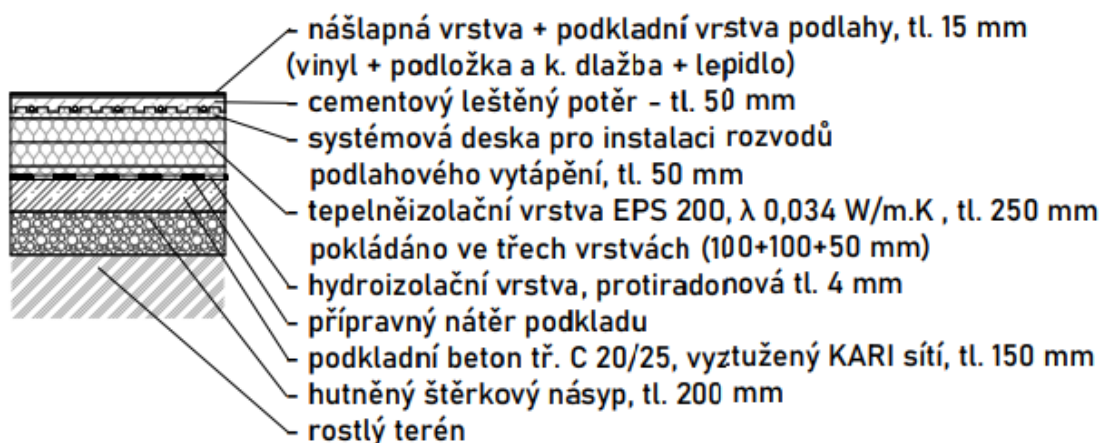 - nášlapná vrstva + podkladní vrstva podlahy, tl. 15 mm
(vinyl + podložka a k. dlažba + lepidlo)
- cementový leštěný potěr - tl. 50 mm
- systémová deska pro instalaci rozvodů
podlahového vytápění, tl. 50 mm
- tepelněizolační vrstva EPS 200, λ 0,034 W/m.K , tl. 250 mm
pokládáno ve třech vrstvách (100+100+50 mm)
- hydroizolační vrstva, protiradonová tl. 4 mm
- přípravný nátěr podkladu
- podkladní beton tř. C 20/25, vyztužený KARI sítí, tl. 150 mm
- hutněný štěrkový násyp, tl. 200 mm
- rostlý terén